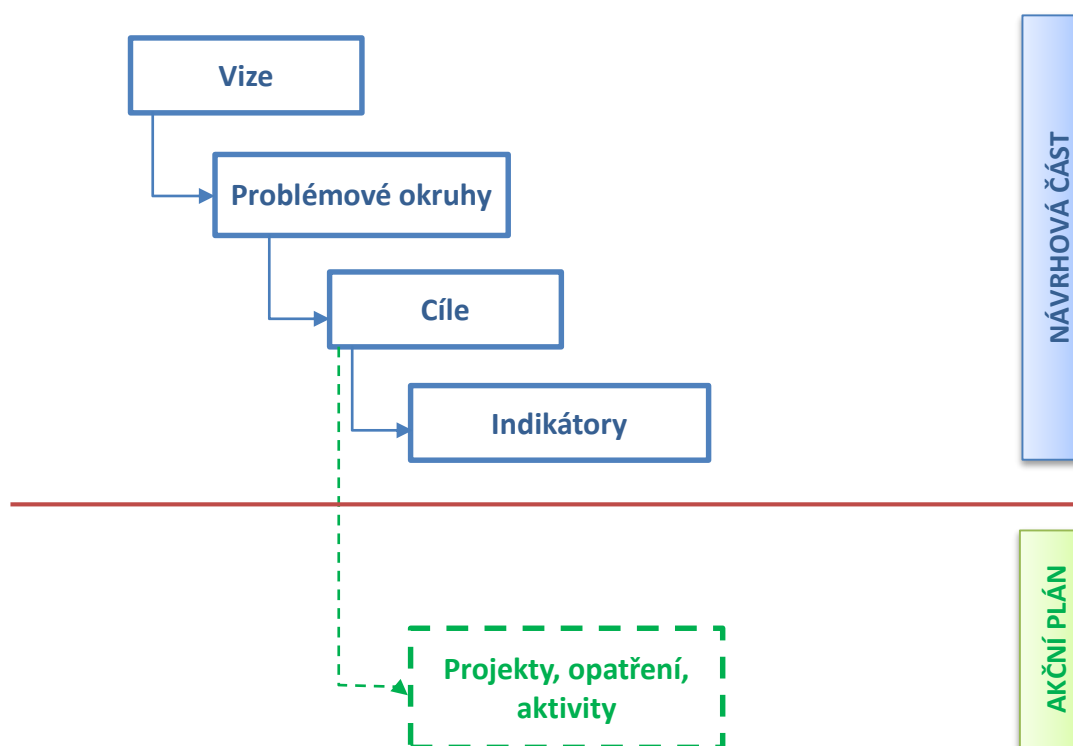 Vize
Problémové okruhy
Cíle
Indikátory
NÁVRHOVÁ ČÁST
Projekty, opatření,
aktivity
AKČNÍ PLÁN